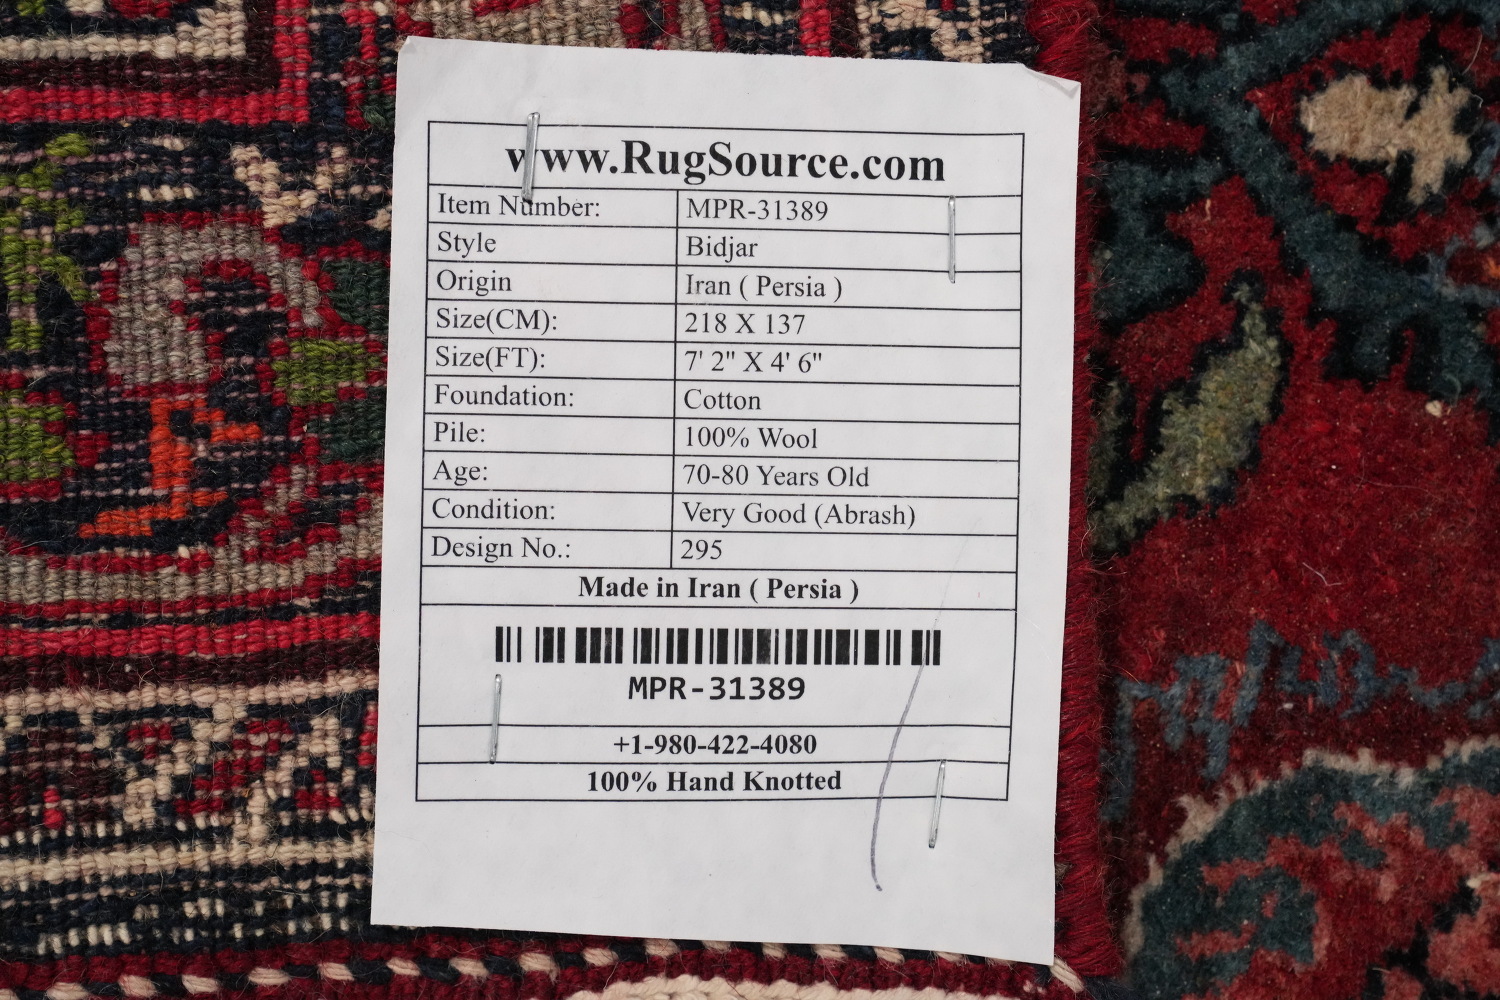 www.RugSource.com
Item Number: MPR-31389
Style Bidjar
Origin Iran ( Persia )
Size(CM): 218 X 137
Size(FT): 7' 2" X 4' 6"
Foundation: Cotton
Pile: 100% Wool
Age: 70-80 Years Old
Condition: Very Good (Abrash)
Design No.: 295
Made in Iran ( Persia )
MPR-31389
+1-980-422-4080
100% Hand Knotted